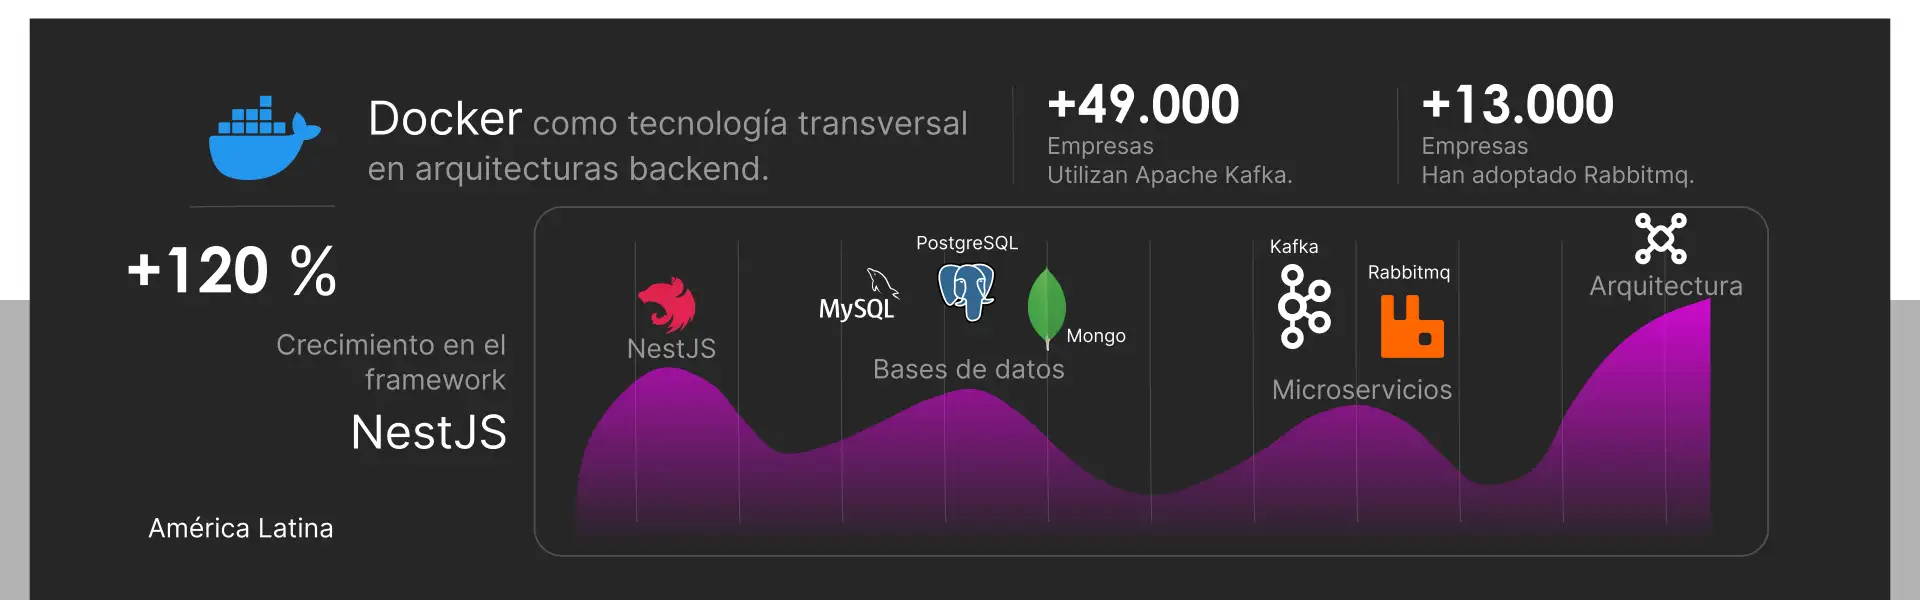 Docker como tecnología transversal
en arquitecturas backend.
+49.000
Empresas
Utilizan Apache Kafka.
+13.000
Empresas
Han adoptado Rabbitmq.
+120 %
Crecimiento en el
framework
NestJS
América Latina
NestJS
MySQL
PostgreSQL
Mongo
Bases de datos
Kafka
Rabbitmq
Microservicios
Arquitectura